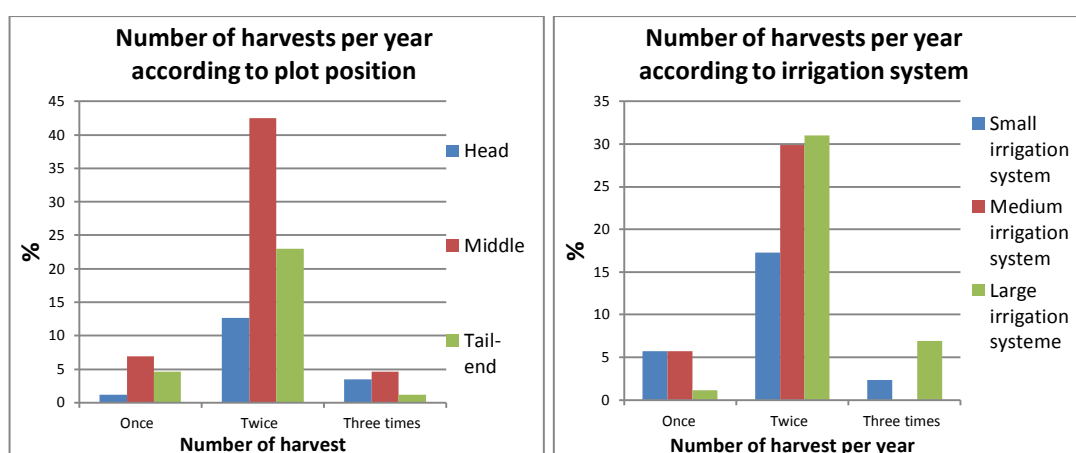 Number of harvests per year
according to plot position
45
40
35
30
25
20
15
10
5
0
%
Once
Twice
Three times
Number of harvest
Head
Middle
Tail-
end
Number of harvests per year
according to irrigation system
35
30
25
20
15
10
5
0
%
Once
Twice
Three times
Number of harvest per year
Small
irrigation
system
Medium
irrigation
system
Large
irrigation
systeme